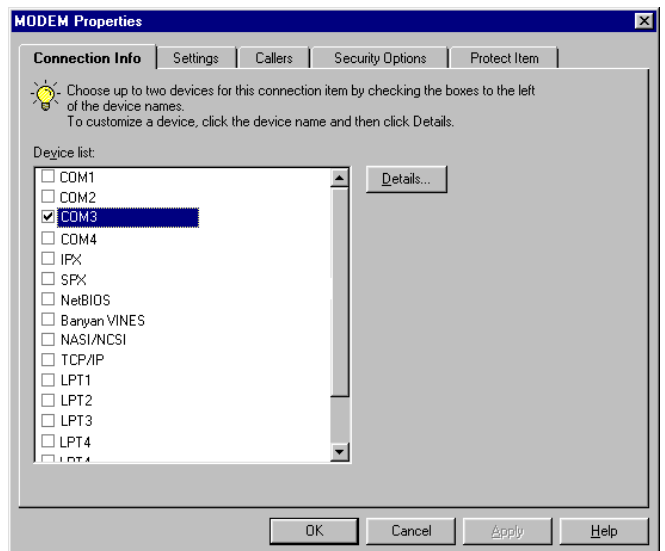 MODEM Properties
Connection Info
Settings
Callers
Security Options
Protect Item
Choose up to two devices for this connection item by checking the boxes to the left
of the device names.
To customize a device, click the device name and then click Details.
Device list:
Details...
COM1
COM2
COM3
COM4
IPX
SPX
NetBIOS
Banyan VINES
NASI/NCSI
TCP/IP
LPT1
LPT2
LPT3
LPT4
OK
Cancel
Apply
Help